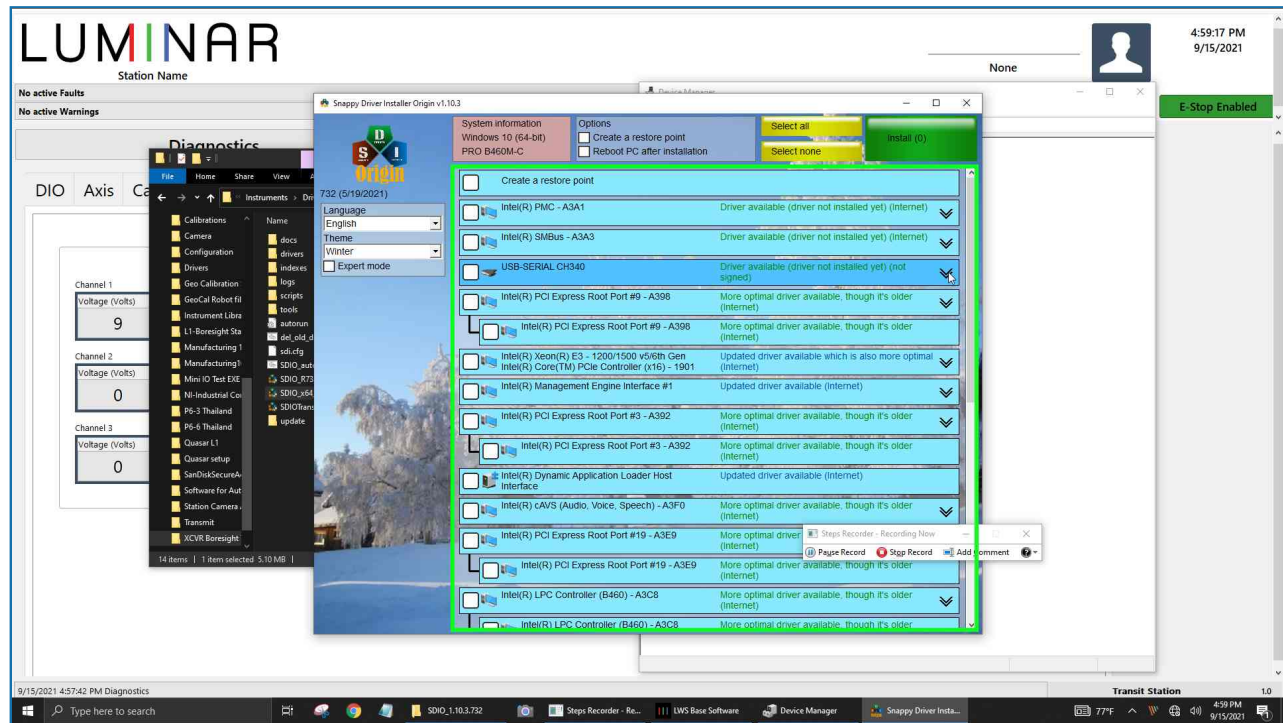 LUMINAR
Station Name
None
4:59:17 PM
9/15/2021
No active Faults
No active Warnings
E-Stop Enabled
Device Manager
Diagnostics
DIO Axis
Channel 1
Voltage (Volts)
9
Channel 2
Voltage (Volts)
0
Channel 3
Voltage (Volts)
0
File Home Share View
Instruments
Calibrations
Camera
Configuration
Drivers
Geo Calibration
GeoCal Robot fil
Instrument Libra
L1-Boresight Sta
Manufacturing 1
Manufacturing1
Mini IO Test EXE
NI-Industrial Co
P6-3 Thailand
P6-6 Thailand
Quasar L1
Quasar setup
SanDiskSecureA
Software for Aut
Station Camera
Transmit
XCVR Boresight
Name
docs
drivers
indexes
logs
scripts
tools
autorun
del_old_d
sdi.cfg
SDIO_aut
SDIO_R73
SDIO_x64
SDIOTrans
update
14 items 1 item selected 5.10 MB
Snappy Driver Installer Origin v1.10.3
S D I
Origin
732 (5/19/2021)
Language
English
Theme
Winter
Expert mode
System information
Windows 10 (64-bit)
PRO B460M-C
Options
Create a restore point
Reboot PC after installation
Select all
Select none
Install (0)
Create a restore point
Intel(R) PMC - A3A1 Driver available (driver not installed yet) (Internet)
Intel(R) SMBus - A3A3 Driver available (driver not installed yet) (Internet)
USB-SERIAL CH340 Driver available (driver not installed yet) (not
signed)
Intel(R) PCI Express Root Port #9 - A398 More optimal driver available, though it's older
(Internet)
Intel(R) PCI Express Root Port #9 - A398 More optimal driver available, though it's older
(Internet)
Intel(R) Xeon(R) E3 - 1200/1500 v5/6th Gen Updated driver available which is also more optimal
Intel(R) Core(TM) PCIe Controller (x16) - 1901 (Internet)
Intel(R) Management Engine Interface #1 Updated driver available (Internet)
Intel(R) PCI Express Root Port #3 - A392 More optimal driver available, though it's older
(Internet)
Intel(R) PCI Express Root Port #3 - A392 More optimal driver available, though it's older
(Internet)
Intel(R) Dynamic Application Loader Host Updated driver available (Internet)
Interface
Intel(R) cAVS (Audio, Voice, Speech) - A3F0 More optimal driver available, though it's older
(Internet)
Intel(R) PCI Express Root Port #19 - A3E9 More optimal driver
(Internet)
Intel(R) PCI Express Root Port #19 - A3E9 More optimal driver available, though it's older
(Internet)
Intel(R) LPC Controller (B460) - A3C8 More optimal driver available, though it's older
(Internet)
Intel(R) LPC Controller (B460) - A3C8 More optimal driver available, though it's older
Steps Recorder - Recording Now
Pause Record Stop Record Add Comment
9/15/2021 4:57:42 PM Diagnostics
Transit Station 1.0
Type here to search
SDIO_1.10.3.732
Steps Recorder - Re...
LWS Base Software
Device Manager
Snappy Driver Insta...
77°F
4:59 PM
9/15/2021